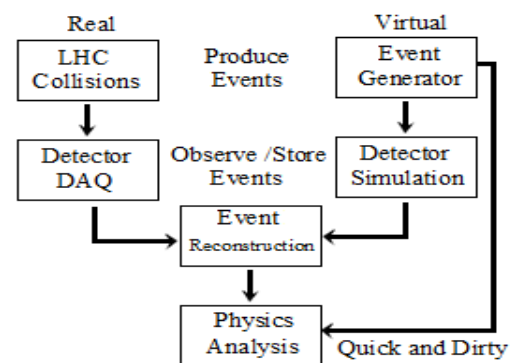 Real
Virtual
LHC
Collisions
Produce
Events
Event
Generator
Detector
DAQ
Observe /Store
Events
Detector
Simulation
Event
Reconstruction
Physics
Analysis
Quick and Dirty